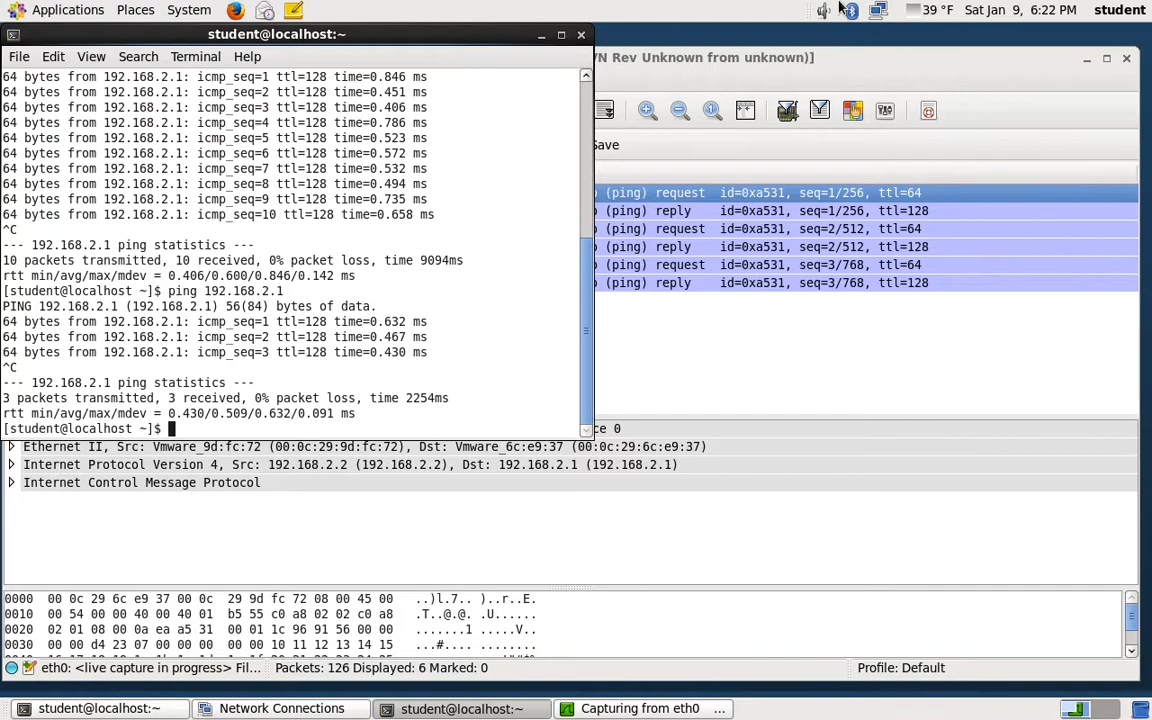 Applications Places System 39 °F Sat Jan 9, 6:22 PM student
student@localhost:~
File Edit View Search Terminal Help
64 bytes from 192.168.2.1: icmp_seq=1 ttl=128 time=0.846 ms
64 bytes from 192.168.2.1: icmp_seq=2 ttl=128 time=0.451 ms
64 bytes from 192.168.2.1: icmp_seq=3 ttl=128 time=0.406 ms
64 bytes from 192.168.2.1: icmp_seq=4 ttl=128 time=0.786 ms
64 bytes from 192.168.2.1: icmp_seq=5 ttl=128 time=0.523 ms
64 bytes from 192.168.2.1: icmp_seq=6 ttl=128 time=0.572 ms
64 bytes from 192.168.2.1: icmp_seq=7 ttl=128 time=0.532 ms
64 bytes from 192.168.2.1: icmp_seq=8 ttl=128 time=0.494 ms
64 bytes from 192.168.2.1: icmp_seq=9 ttl=128 time=0.735 ms
64 bytes from 192.168.2.1: icmp_seq=10 ttl=128 time=0.658 ms
^C
--- 192.168.2.1 ping statistics ---
10 packets transmitted, 10 received, 0% packet loss, time 9094ms
rtt min/avg/max/mdev = 0.406/0.600/0.846/0.142 ms
[student@localhost ~]$ ping 192.168.2.1
PING 192.168.2.1 (192.168.2.1) 56(84) bytes of data.
64 bytes from 192.168.2.1: icmp_seq=1 ttl=128 time=0.632 ms
64 bytes from 192.168.2.1: icmp_seq=2 ttl=128 time=0.467 ms
64 bytes from 192.168.2.1: icmp_seq=3 ttl=128 time=0.430 ms
^C
--- 192.168.2.1 ping statistics ---
3 packets transmitted, 3 received, 0% packet loss, time 2254ms
rtt min/avg/max/mdev = 0.430/0.509/0.632/0.091 ms
[student@localhost ~]$
VN Rev Unknown from unknown)]
Save
(ping) request id=0xa531, seq=1/256, ttl=64
(ping) reply id=0xa531, seq=1/256, ttl=128
(ping) request id=0xa531, seq=2/512, ttl=64
(ping) reply id=0xa531, seq=2/512, ttl=128
(ping) request id=0xa531, seq=3/768, ttl=64
(ping) reply id=0xa531, seq=3/768, ttl=128
ce 0
Ethernet II, Src: Vmware_9d:fc:72 (00:0c:29:9d:fc:72), Dst: Vmware_6c:e9:37 (00:0c:29:6c:e9:37)
Internet Protocol Version 4, Src: 192.168.2.2 (192.168.2.2), Dst: 192.168.2.1 (192.168.2.1)
Internet Control Message Protocol
0000 00 0c 29 6c e9 37 00 0c 29 9d fc 72 08 00 45 00 ..)l.7.. )..r..E.
0010 00 54 00 00 40 00 40 01 b5 55 c0 a8 02 02 c0 a8 .T..@.@. .U......
0020 02 01 08 00 0a ea a5 31 00 01 1c 96 91 56 00 00 .......1 .....V..
0030 00 00 d4 23 07 00 00 00 00 00 10 11 12 13 14 15 ...#.... ........
eth0: <live capture in progress> Fil... Packets: 126 Displayed: 6 Marked: 0 Profile: Default
student@localhost:~ Network Connections student@localhost:~ Capturing from eth0 ...